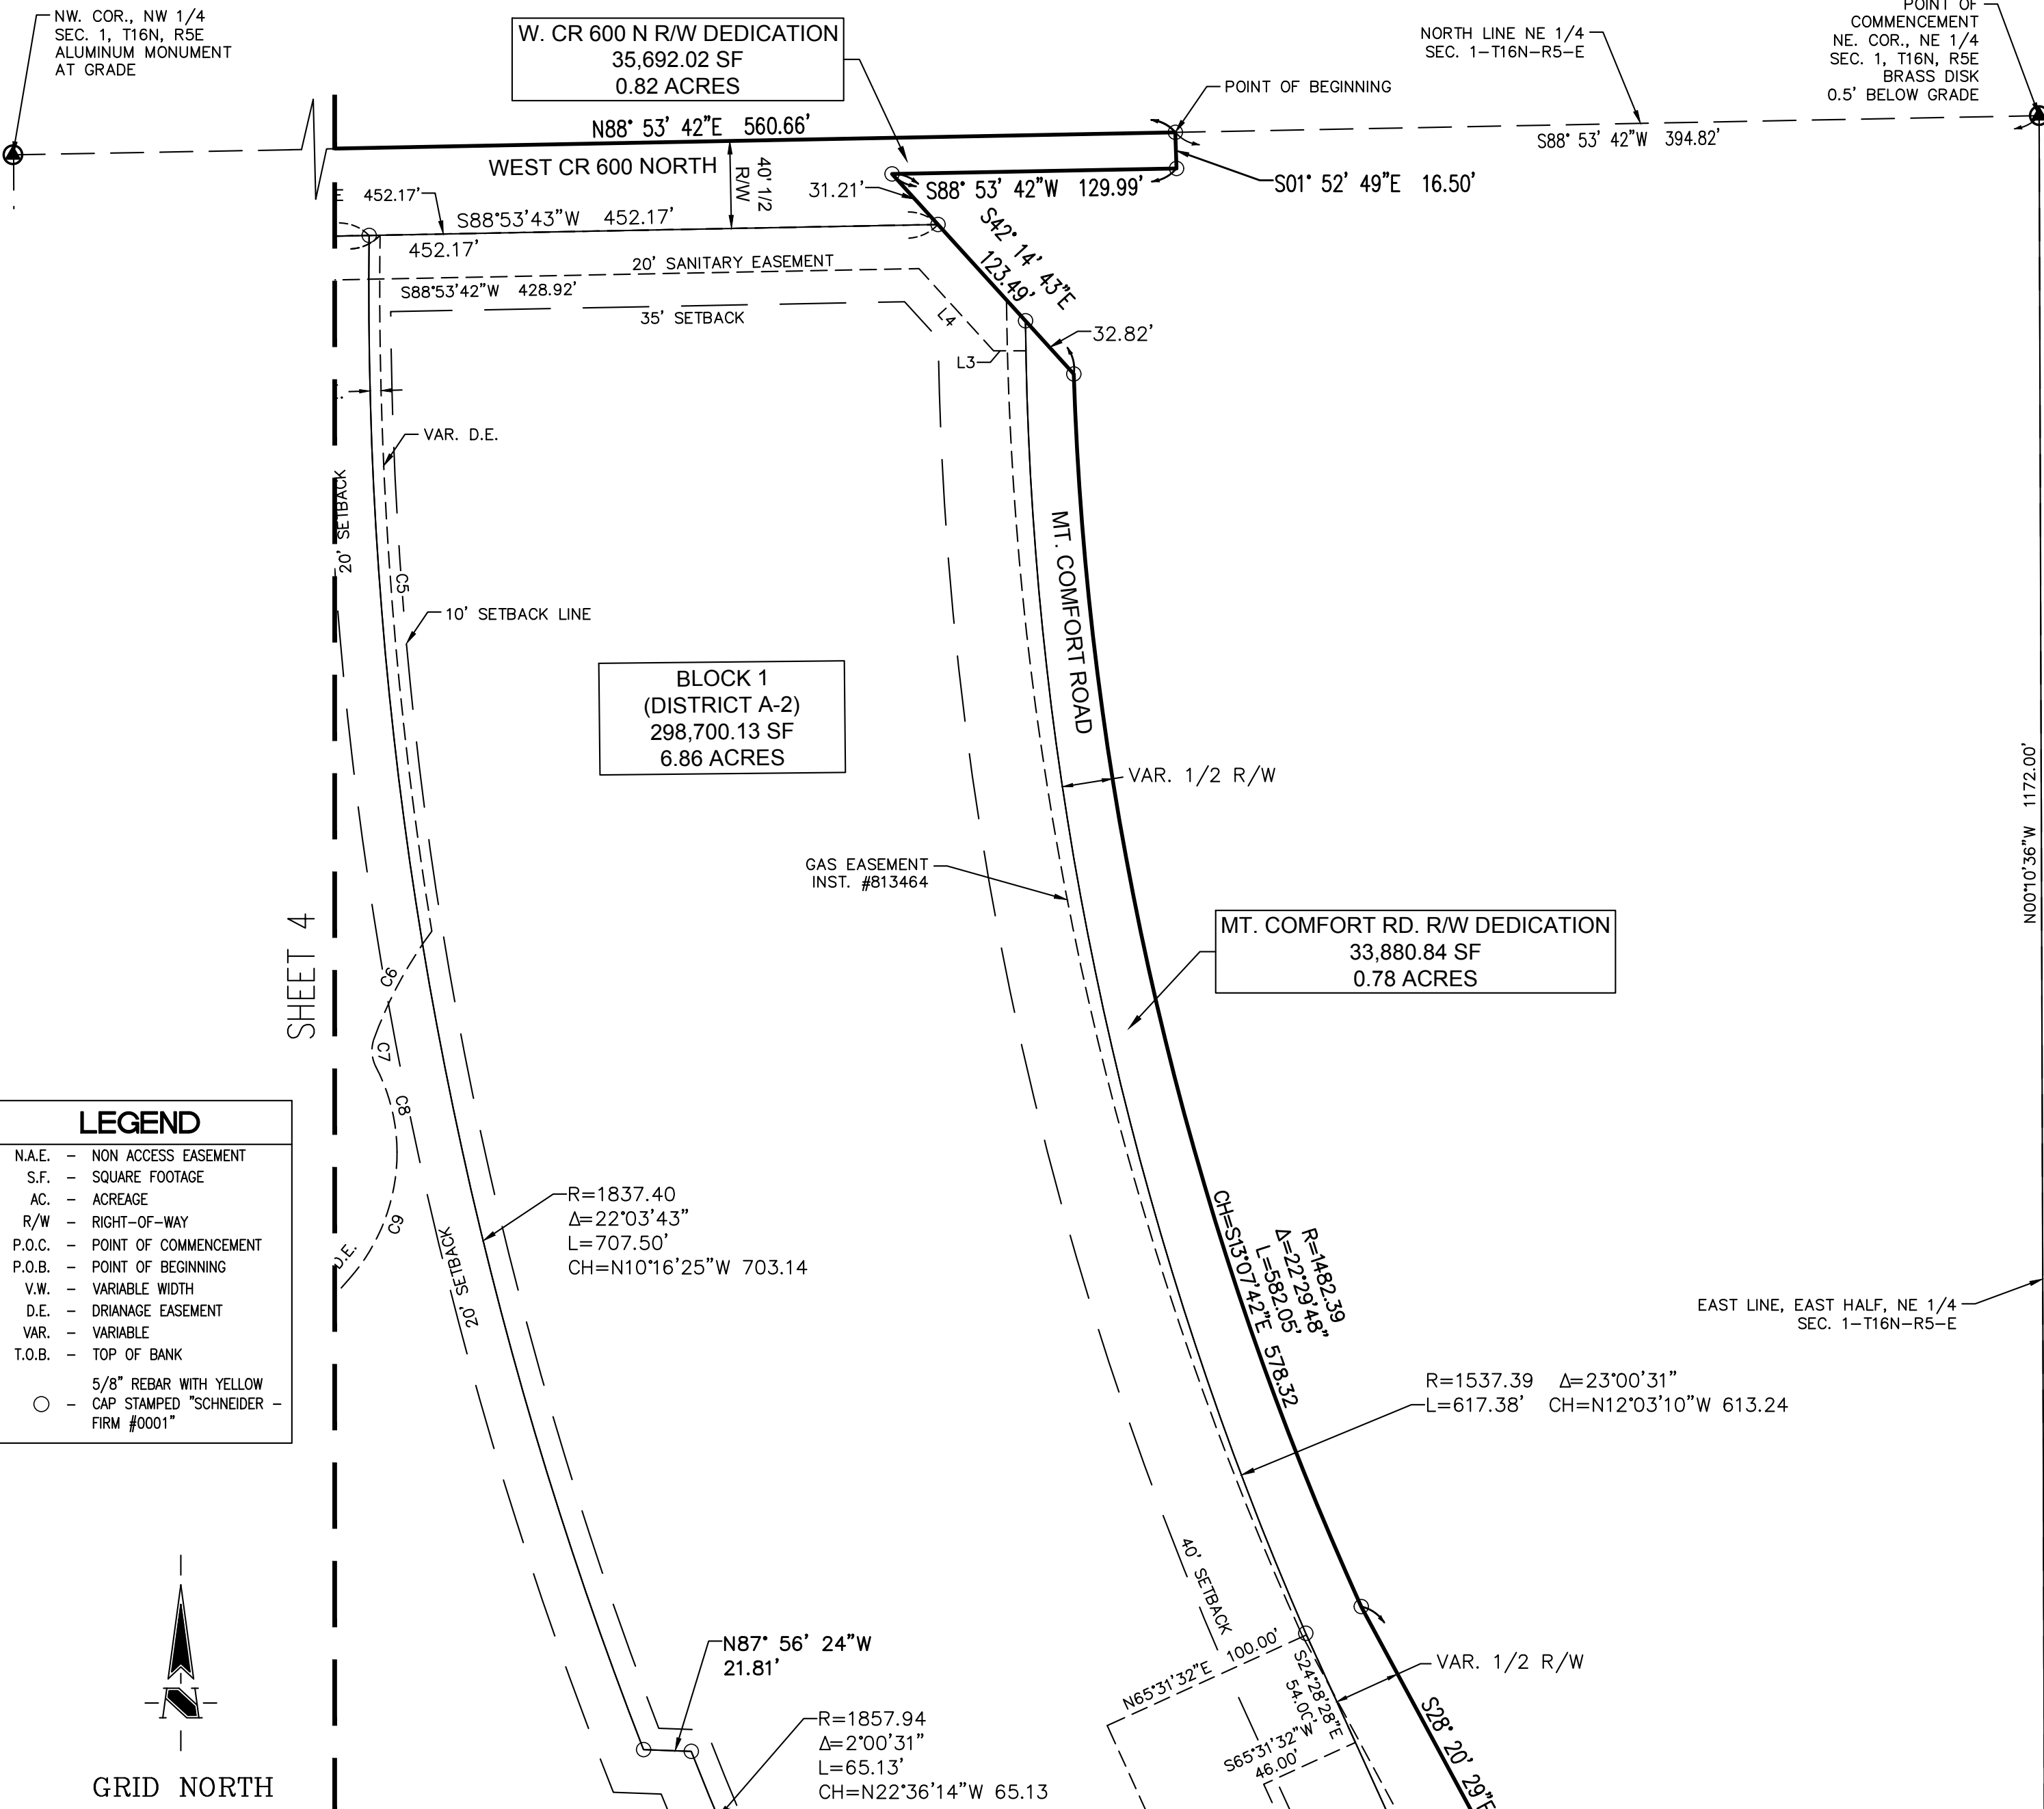 NW. COR., NW 1/4
SEC. 1, T16N, R5E
ALUMINUM MONUMENT
AT GRADE
W. CR 600 N R/W DEDICATION
35,692.02 SF
0.82 ACRES
NORTH LINE NE 1/4
SEC. 1-T16N-R5-E
POINT OF
COMMENCEMENT
NE. COR., NE 1/4
SEC. 1, T16N, R5E
BRASS DISK
0.5' BELOW GRADE
POINT OF BEGINNING
N88° 53' 42"E 560.66'
S88° 53' 42"W 394.82'
WEST CR 600 NORTH
40' 1/2
R/W
31.21'
S88° 53' 42"W 129.99'
S01° 52' 49"E 16.50'
E 452.17'
S88°53'43"W 452.17'
452.17'
S42° 14' 43"E
123.49'
20' SANITARY EASEMENT
S88°53'42"W 428.92'
35' SETBACK
L4
L3
32.82'
VAR. D.E.
20' SETBACK
C5
10' SETBACK LINE
MT. COMFORT ROAD
BLOCK 1
(DISTRICT A-2)
298,700.13 SF
6.86 ACRES
VAR. 1/2 R/W
N00°10'36"W 1172.00'
GAS EASEMENT
INST. #813464
MT. COMFORT RD. R/W DEDICATION
33,880.84 SF
0.78 ACRES
SHEET 4
C6
C7
C8
C9
D.E.
LEGEND
N.A.E. - NON ACCESS EASEMENT
S.F. - SQUARE FOOTAGE
AC. - ACREAGE
R/W - RIGHT-OF-WAY
P.O.C. - POINT OF COMMENCEMENT
P.O.B. - POINT OF BEGINNING
V.W. - VARIABLE WIDTH
D.E. - DRIANAGE EASEMENT
VAR. - VARIABLE
T.O.B. - TOP OF BANK
5/8" REBAR WITH YELLOW
- CAP STAMPED "SCHNEIDER -
FIRM #0001"
R=1837.40
Δ=22°03'43"
L=707.50'
CH=N10°16'25"W 703.14
20' SETBACK
R=1482.39
Δ=22°29'48"
L=582.05'
CH=S13°07'42"E 578.32
EAST LINE, EAST HALF, NE 1/4
SEC. 1-T16N-R5-E
R=1537.39 Δ=23°00'31"
L=617.38' CH=N12°03'10"W 613.24
40' SETBACK
N87° 56' 24"W
21.81'
N65°31'32"E 100.00'
S24°28'28"E
54.00'
VAR. 1/2 R/W
S65°31'32"W
46.00'
S28° 20' 29"E
R=1857.94
Δ=2°00'31"
L=65.13'
CH=N22°36'14"W 65.13
N
GRID NORTH